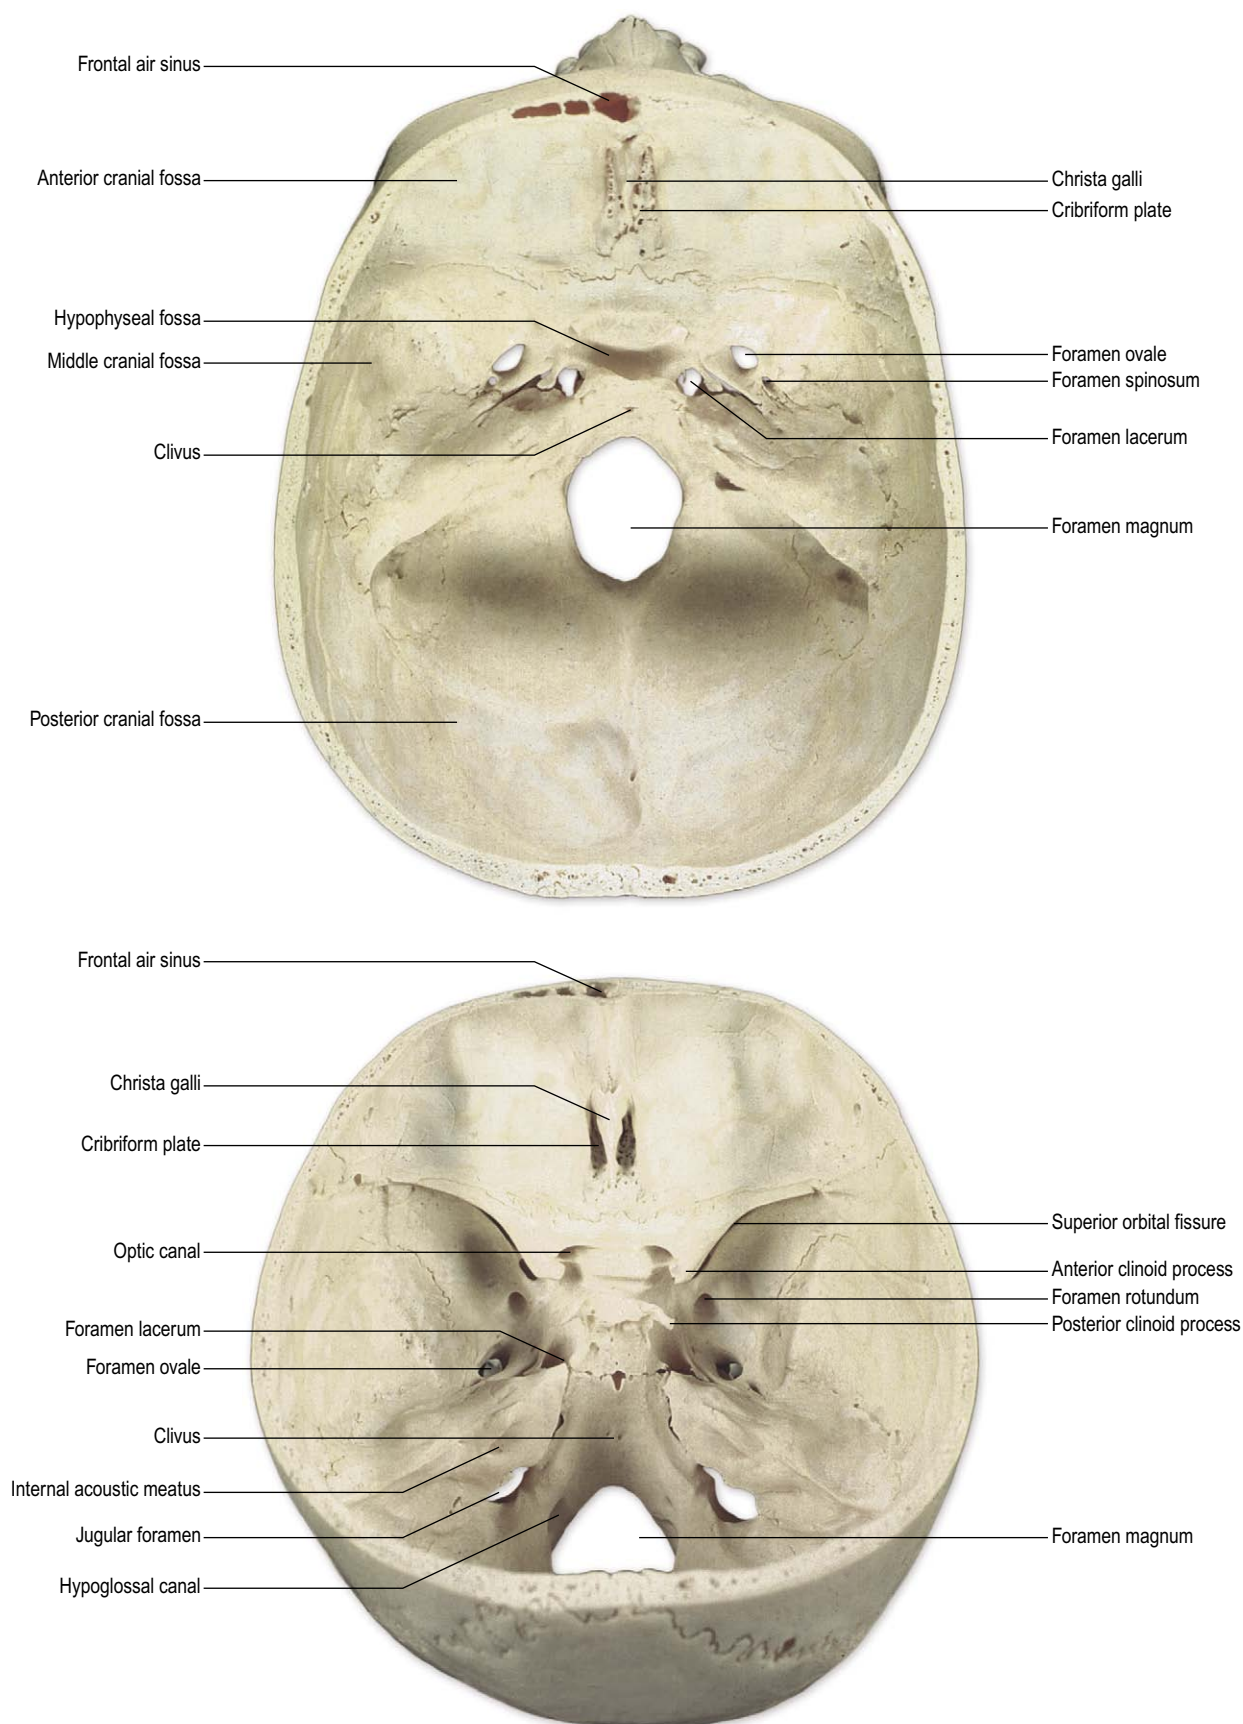 Frontal air sinus
Anterior cranial fossa
Christa galli
Cribriform plate
Hypophyseal fossa
Middle cranial fossa
Foramen ovale
Foramen spinosum
Foramen lacerum
Clivus
Foramen magnum
Posterior cranial fossa
Frontal air sinus
Christa galli
Cribriform plate
Optic canal
Superior orbital fissure
Anterior clinoid process
Foramen rotundum
Posterior clinoid process
Foramen lacerum
Foramen ovale
Clivus
Internal acoustic meatus
Jugular foramen
Foramen magnum
Hypoglossal canal